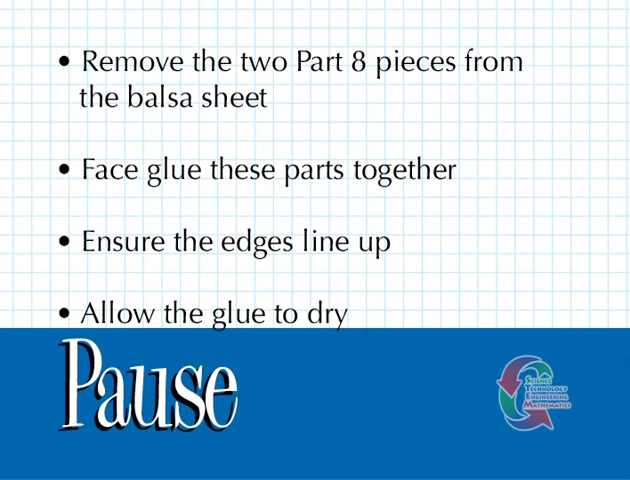 • Remove the two Part 8 pieces from
the balsa sheet
• Face glue these parts together
• Ensure the edges line up
• Allow the glue to dry
Pause
Science
Technology
Engineering
Mathematics